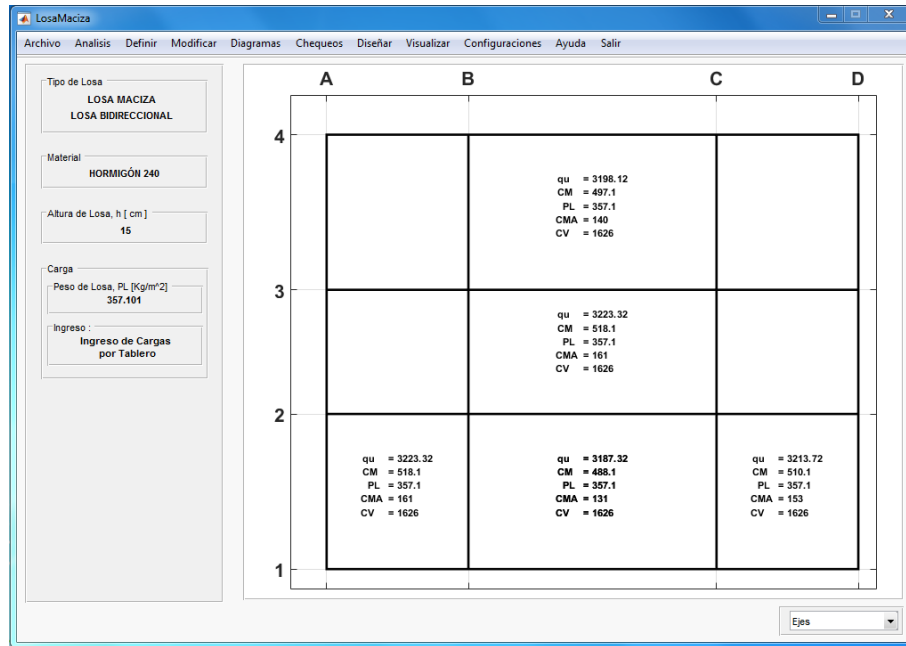 LosaMaciza
Archivo Analisis Definir Modificar Diagramas Chequeos Diseñar Visualizar Configuraciones Ayuda Salir
Tipo de Losa
LOSA MACIZA
LOSA BIDIRECCIONAL
Material
HORMIGÓN 240
Altura de Losa, h [ cm ]
15
Carga
Peso de Losa, PL [Kg/m^2]
357.101
Ingreso :
Ingreso de Cargas
por Tablero
A B C D
4
qu = 3198.12
CM = 497.1
PL = 357.1
CMA = 140
CV = 1626
3
qu = 3223.32
CM = 518.1
PL = 357.1
CMA = 161
CV = 1626
2
qu = 3223.32
CM = 518.1
PL = 357.1
CMA = 161
CV = 1626
qu = 3187.32
CM = 488.1
PL = 357.1
CMA = 131
CV = 1626
qu = 3213.72
CM = 510.1
PL = 357.1
CMA = 153
CV = 1626
1
Ejes